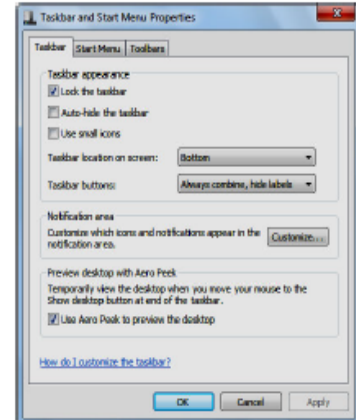 Taskbar and Start Menu Properties
Taskbar Start Menu Toolbars
Taskbar appearance
Lock the taskbar
Auto-hide the taskbar
Use small icons
Taskbar location on screen: Bottom
Taskbar buttons: Always combine, hide labels
Notification area
Customize which icons and notifications appear in the
notification area.
Customize...
Preview desktop with Aero Peek
Temporarily view the desktop when you move your mouse to the
Show desktop button at end of the taskbar.
Use Aero Peek to preview the desktop
How do I customize the taskbar?
OK Cancel Apply